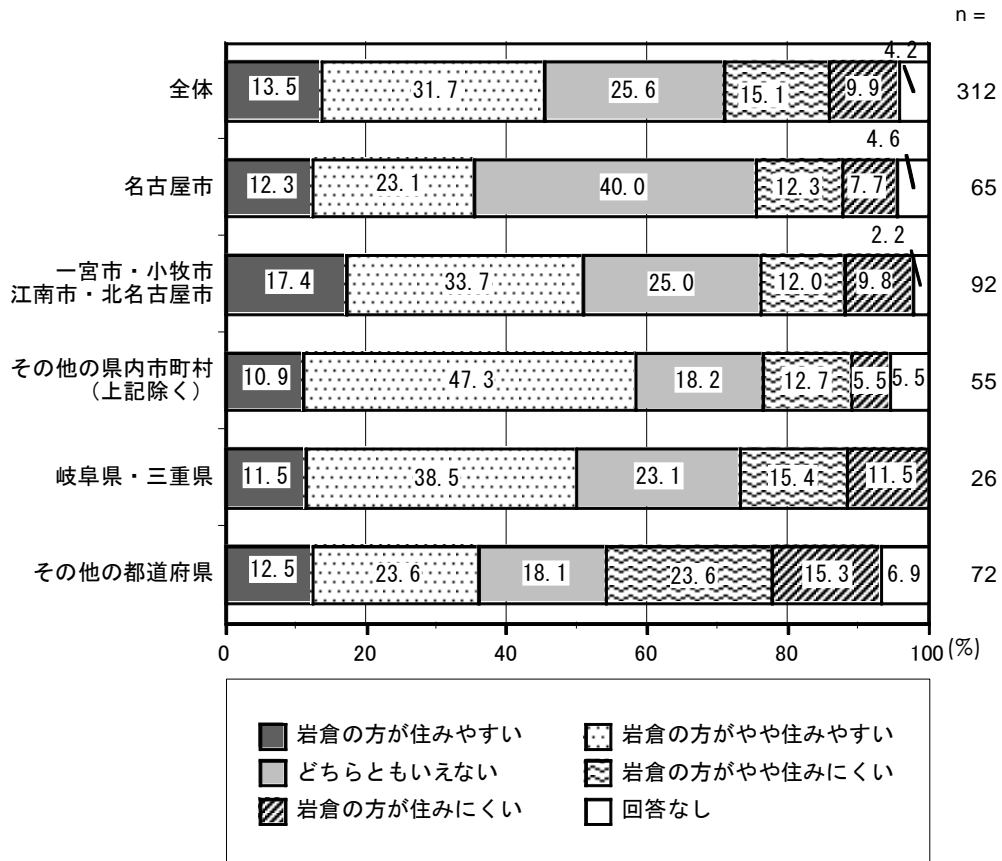 n =
全体 13.5 31.7 25.6 15.1 9.9 4.2 312
名古屋市 12.3 23.1 40.0 12.3 7.7 4.6 65
一宮市・小牧市
江南市・北名古屋市 17.4 33.7 25.0 12.0 9.8 2.2 92
その他の県内市町村
（上記除く） 10.9 47.3 18.2 12.7 5.5 5.5 55
岐阜県・三重県 11.5 38.5 23.1 15.4 11.5 26
その他の都道府県 12.5 23.6 18.1 23.6 15.3 6.9 72
0 20 40 60 80 100 (%)
岩倉の方が住みやすい 岩倉の方がやや住みやすい
どちらともいえない 岩倉の方がやや住みにくい
岩倉の方が住みにくい 回答なし